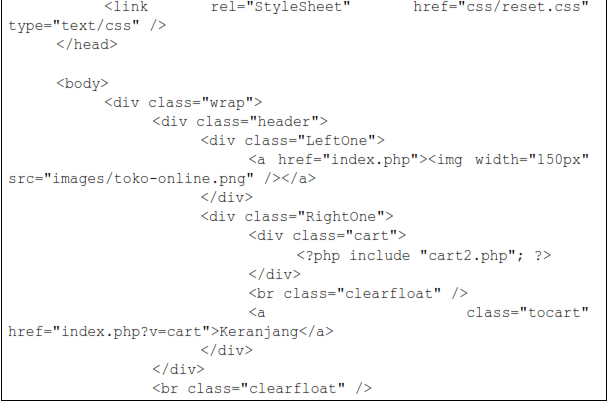 <link rel="StyleSheet" href="css/reset.css"
type="text/css" />
</head>
<body>
<div class="wrap">
<div class="header">
<div class="LeftOne">
<a href="index.php"><img width="150px"
src="images/toko-online.png" /></a>
</div>
<div class="RightOne">
<div class="cart">
<?php include "cart2.php"; ?>
</div>
<br class="clearfloat" />
<a class="tocart"
href="index.php?v=cart">Keranjang</a>
</div>
</div>
<br class="clearfloat" />